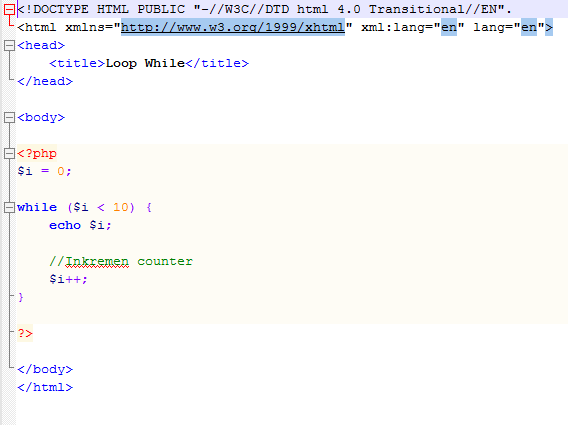 <!DOCTYPE HTML PUBLIC "-//W3C//DTD html 4.0 Transitional//EN".
<html xmlns="http://www.w3.org/1999/xhtml" xml:lang="en" lang="en">
<head>
<title>Loop While</title>
</head>
<body>
<?php
$i = 0;
while ($i < 10) {
echo $i;
//Inkremen counter
$i++;
}
?>
</body>
</html>